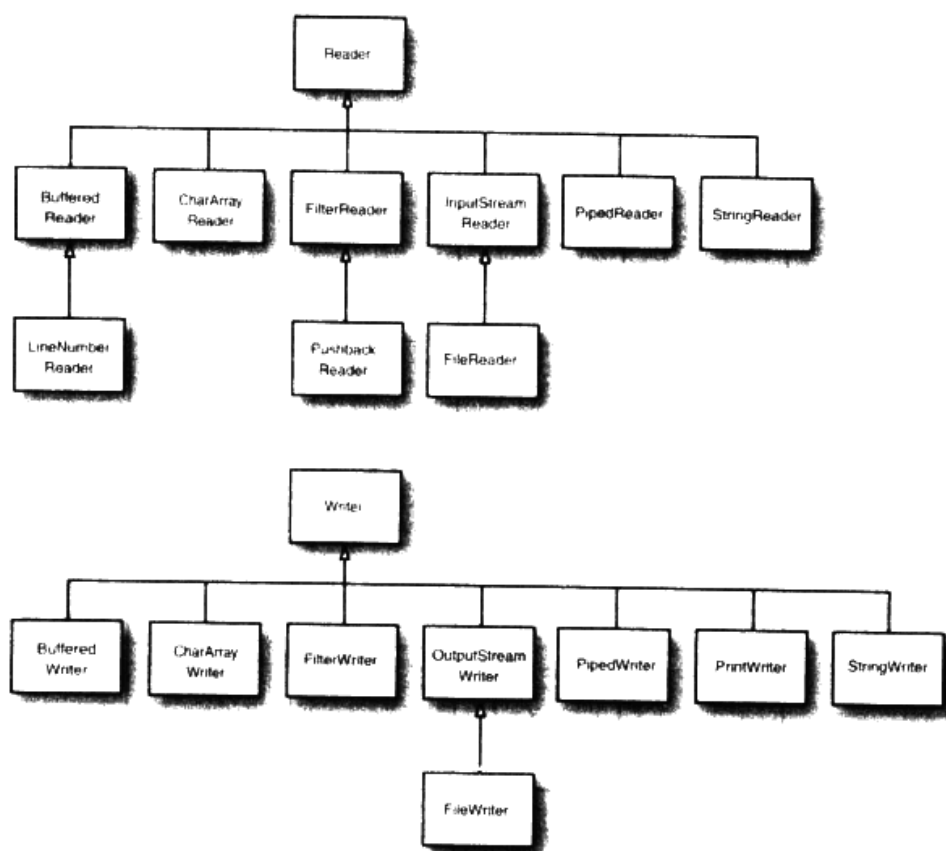 Reader
Buffered
Reader
CharArray
Reader
FilterReader
InputStream
Reader
PipedReader
StringReader
LineNumber
Reader
Pushback
Reader
FileReader
Writer
Buffered
Writer
CharArray
Writer
FilterWriter
OutputStream
Writer
PipedWriter
PrintWriter
StringWriter
FileWriter